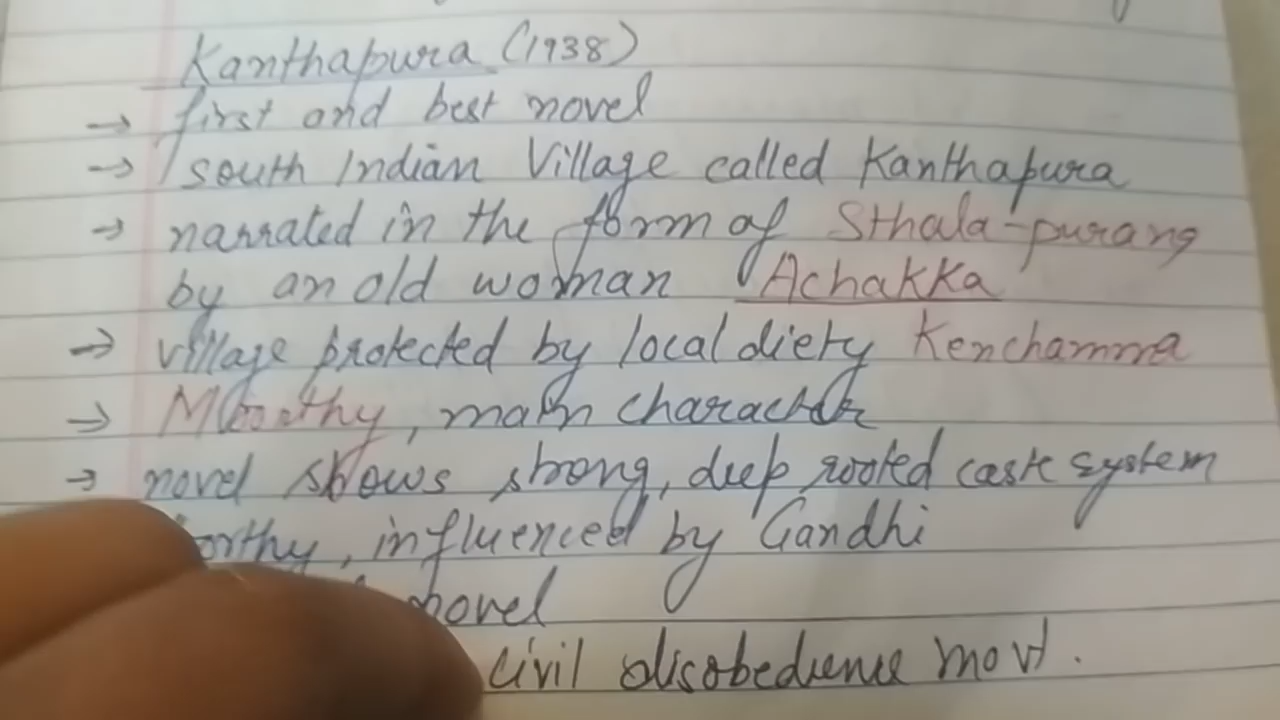 Kanthapura (1938)
→ first and best novel
→ south Indian Village called Kanthapura
→ narrated in the form of Sthala-purana
by an old woman Achakka
→ village protected by local diety Kenchamma
→ Moorthy, main character
→ novel shows strong, deep rooted caste system
orthy, influenced by Gandhi
novel
civil disobedience movt.